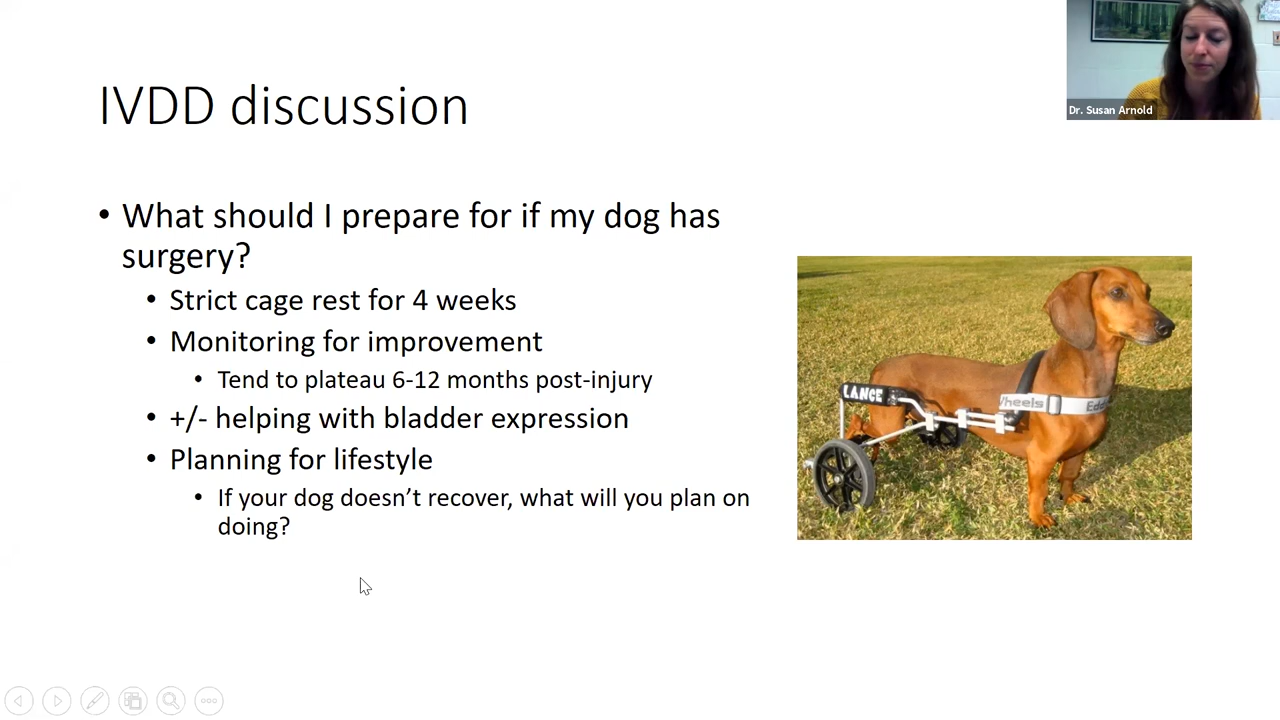 IVDD discussion
Dr. Susan Arnold
• What should I prepare for if my dog has
surgery?
• Strict cage rest for 4 weeks
• Monitoring for improvement
• Tend to plateau 6-12 months post-injury
• +/- helping with bladder expression
• Planning for lifestyle
• If your dog doesn’t recover, what will you plan on
doing?
LANGE
Wheels